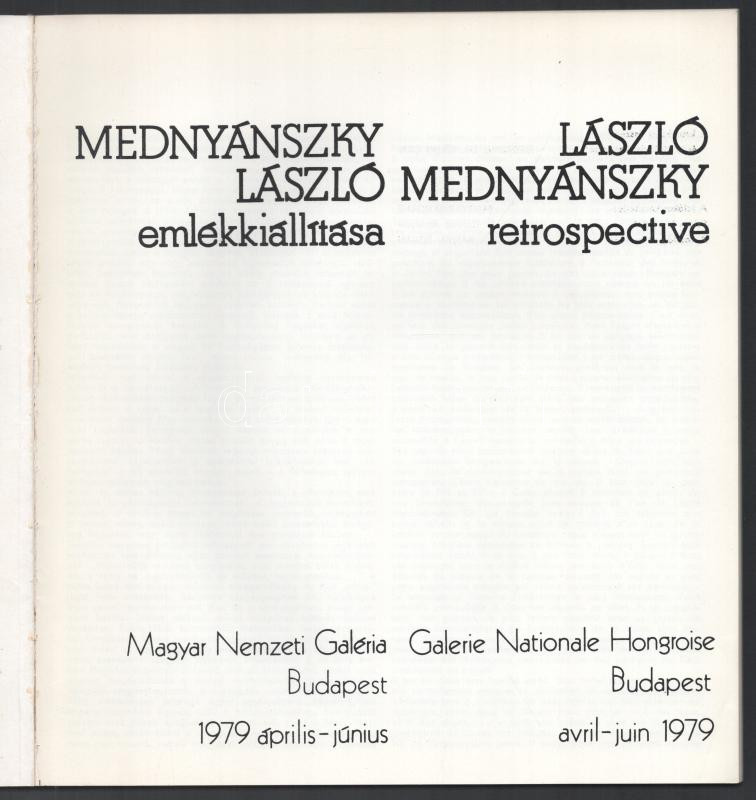 MEDNYÁNSZKY
LÁSZLÓ
emlékkiállítása
LÁSZLÓ
MEDNYÁNSZKY
retrospective
Magyar Nemzeti Galéria
Budapest
1979 április-június
Galerie Nationale Hongroise
Budapest
avril-juin 1979